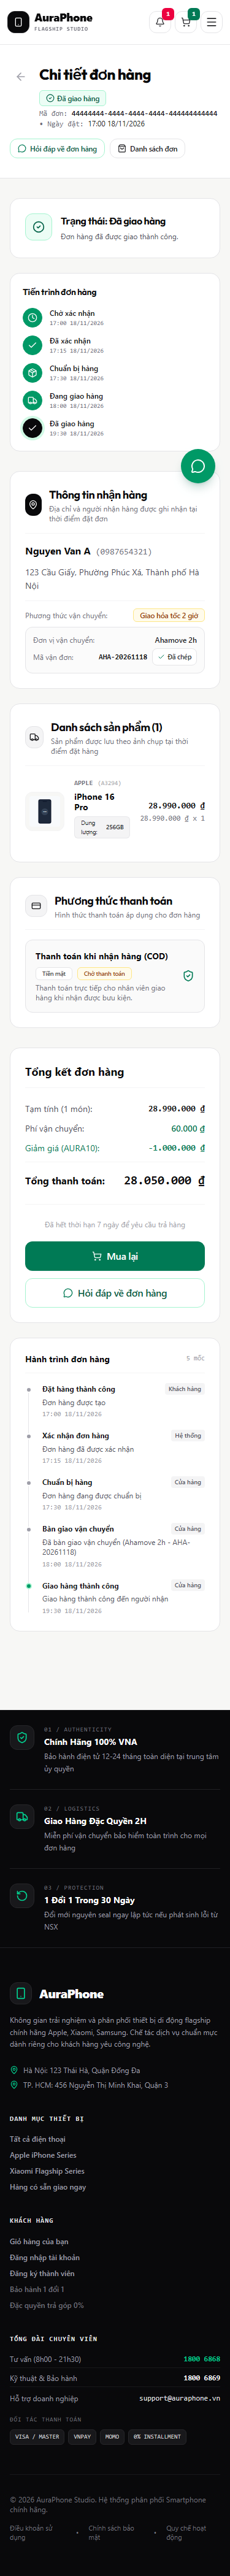 AuraPhone
FLAGSHIP STUDIO
1
1
Chi tiết đơn hàng
Đã giao hàng
Mã đơn: 44444444-4444-4444-4444-444444444444
• Ngày đặt: 17:00 18/11/2026
Hỏi đáp về đơn hàng
Danh sách đơn
Trạng thái: Đã giao hàng
Đơn hàng đã được giao thành công.
Tiến trình đơn hàng
Chờ xác nhận
17:00 18/11/2026
Đã xác nhận
17:15 18/11/2026
Chuẩn bị hàng
17:30 18/11/2026
Đang giao hàng
18:00 18/11/2026
Đã giao hàng
19:30 18/11/2026
Thông tin nhận hàng
Địa chỉ và người nhận hàng được ghi nhận tại
thời điểm đặt đơn
Nguyen Van A (0987654321)
123 Cầu Giấy, Phường Phúc Xá, Thành phố Hà
Nội
Phương thức vận chuyển:
Giao hỏa tốc 2 giờ
Đơn vị vận chuyển:
Ahamove 2h
Mã vận đơn:
AHA-20261118
Đã chép
Danh sách sản phẩm (1)
Sản phẩm được lưu theo ảnh chụp tại thời
điểm đặt hàng
APPLE (A3294)
iPhone 16
Pro
Dung
lượng:
256GB
28.990.000 ₫
28.990.000 ₫ x 1
Phương thức thanh toán
Hình thức thanh toán áp dụng cho đơn hàng
Thanh toán khi nhận hàng (COD)
Tiền mặt
Chờ thanh toán
Thanh toán trực tiếp cho nhân viên giao
hàng khi nhận được bưu kiện.
Tổng kết đơn hàng
Tạm tính (1 món):
28.990.000 ₫
Phí vận chuyển:
60.000 ₫
Giảm giá (AURA10):
-1.000.000 ₫
Tổng thanh toán:
28.050.000 ₫
Đã hết thời hạn 7 ngày để yêu cầu trả hàng
Mua lại
Hỏi đáp về đơn hàng
Hành trình đơn hàng
5 MỐC
Đặt hàng thành công
Khách hàng
Đơn hàng được tạo
17:00 18/11/2026
Xác nhận đơn hàng
Hệ thống
Đơn hàng đã được xác nhận
17:15 18/11/2026
Chuẩn bị hàng
Cửa hàng
Đơn hàng đang được chuẩn bị
17:30 18/11/2026
Bàn giao vận chuyển
Cửa hàng
Đã bàn giao vận chuyển (Ahamove 2h - AHA-
20261118)
18:00 18/11/2026
Giao hàng thành công
Cửa hàng
Giao hàng thành công đến người nhận
19:30 18/11/2026
01 / AUTHENTICITY
Chính Hãng 100% VNA
Bảo hành điện tử 12-24 tháng toàn diện tại trung tâm
ủy quyền
02 / LOGISTICS
Giao Hàng Đặc Quyền 2H
Miễn phí vận chuyển bảo hiểm toàn trình cho mọi
đơn hàng
03 / PROTECTION
1 Đổi 1 Trong 30 Ngày
Đổi mới nguyên seal ngay lập tức nếu phát sinh lỗi từ
NSX
AuraPhone
Không gian trải nghiệm và phân phối thiết bị di động flagship
chính hãng Apple, Xiaomi, Samsung. Chế tác dịch vụ chuẩn mực
dành riêng cho khách hàng yêu công nghệ.
Hà Nội: 123 Thái Hà, Quận Đống Đa
TP. HCM: 456 Nguyễn Thị Minh Khai, Quận 3
DANH MỤC THIẾT BỊ
Tất cả điện thoại
Apple iPhone Series
Xiaomi Flagship Series
Hàng có sẵn giao ngay
KHÁCH HÀNG
Giỏ hàng của bạn
Đăng nhập tài khoản
Đăng ký thành viên
Bảo hành 1 đổi 1
Đặc quyền trả góp 0%
TỔNG ĐÀI CHUYÊN VIÊN
Tư vấn (8h00 - 21h30)
1800 6868
Kỹ thuật & Bảo hành
1800 6869
Hỗ trợ doanh nghiệp
support@auraphone.vn
ĐỐI TÁC THANH TOÁN
VISA / MASTER
VNPAY
MOMO
0% INSTALLMENT
© 2026 AuraPhone Studio. Hệ thống phân phối Smartphone
chính hãng.
Điều khoản sử
dụng
•
Chính sách bảo
mật
•
Quy chế hoạt
động